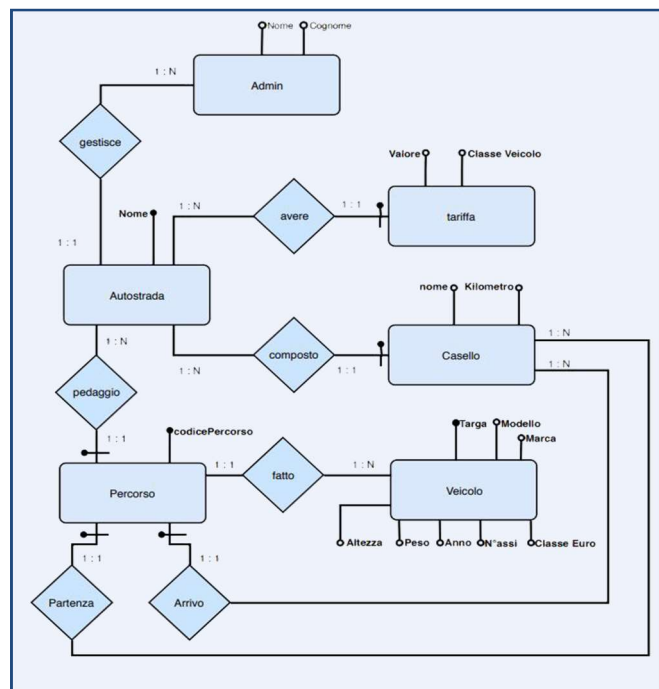 Nome Cognome
1 : N
Admin
gestisce
Valore Classe Veicolo
Nome
1 : N
avere
1 : 1
tariffa
1 : 1
Autostrada
nome Kilometro
1 : N
1 : N
composto
1 : 1
Casello
1 : N
1 : N
pedaggio
1 : 1
codicePercorso
Targa Modello
Marca
1 : 1
fatto
1 : N
Percorso
Veicolo
Altezza Peso Anno N°assi Classe Euro
1 : 1
1 : 1
Partenza
Arrivo